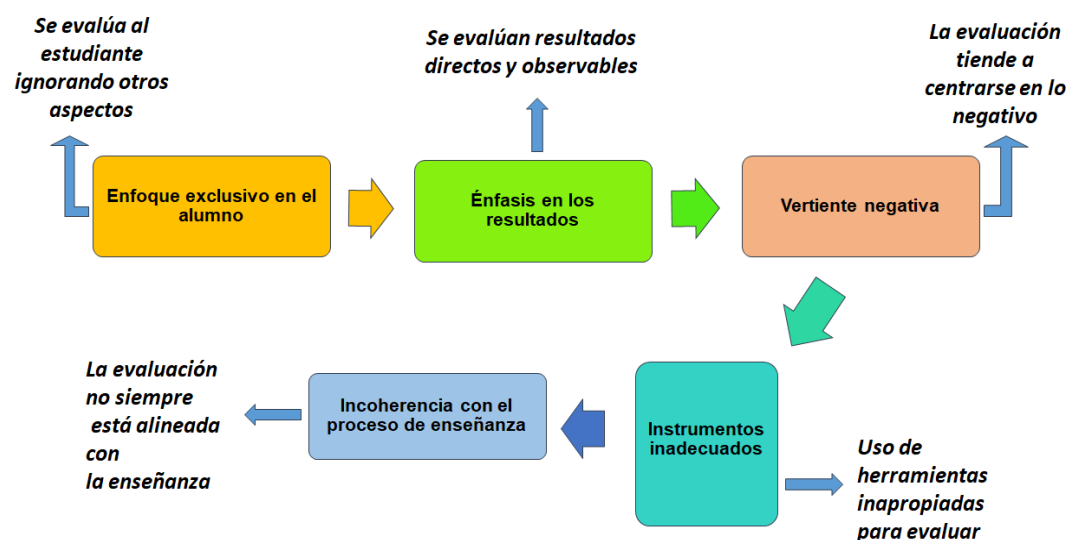 Se evalúa al
estudiante
ignorando otros
aspectos
Se evalúan resultados
directos y observables
La evaluación
tiende a
centrarse en lo
negativo
Enfoque exclusivo en el
alumno
Énfasis en los
resultados
Vertiente negativa
La evaluación
no siempre
está alineada
con
la enseñanza
Incoherencia con el
proceso de enseñanza
Instrumentos
inadecuados
Uso de
herramientas
inapropiadas
para evaluar